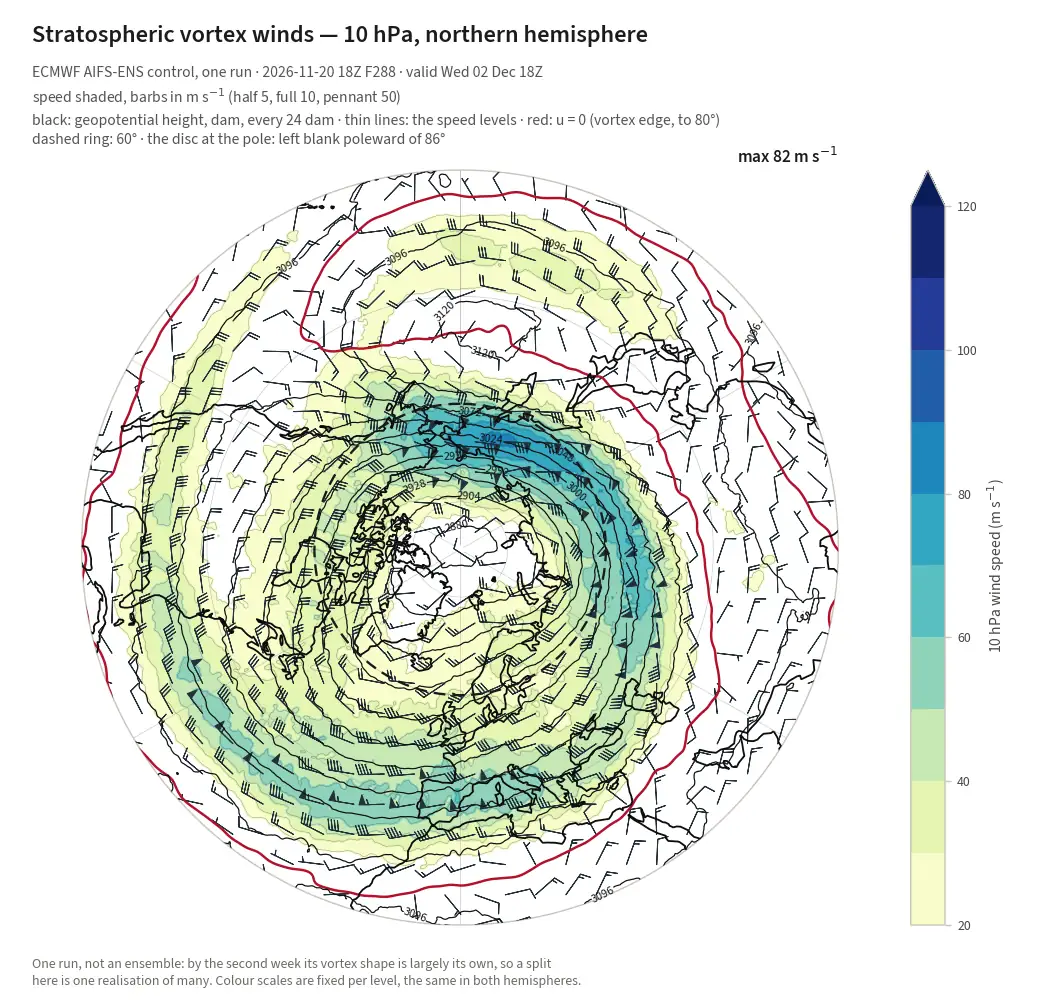 Stratospheric vortex winds — 10 hPa, northern hemisphere
ECMWF AIFS-ENS control, one run · 2026-11-20 18Z F288 · valid Wed 02 Dec 18Z
speed shaded, barbs in m s⁻¹ (half 5, full 10, pennant 50)
black: geopotential height, dam, every 24 dam · thin lines: the speed levels · red: u = 0 (vortex edge, to 80°)
dashed ring: 60° · the disc at the pole: left blank poleward of 86°
max 82 m s⁻¹
120
100
80
60
40
20
10 hPa wind speed (m s⁻¹)
3096
3096
3096
3096
3120
3120
3072
3024
2952
3000
2928
2904
2880
3096
3096
One run, not an ensemble: by the second week its vortex shape is largely its own, so a split
here is one realisation of many. Colour scales are fixed per level, the same in both hemispheres.